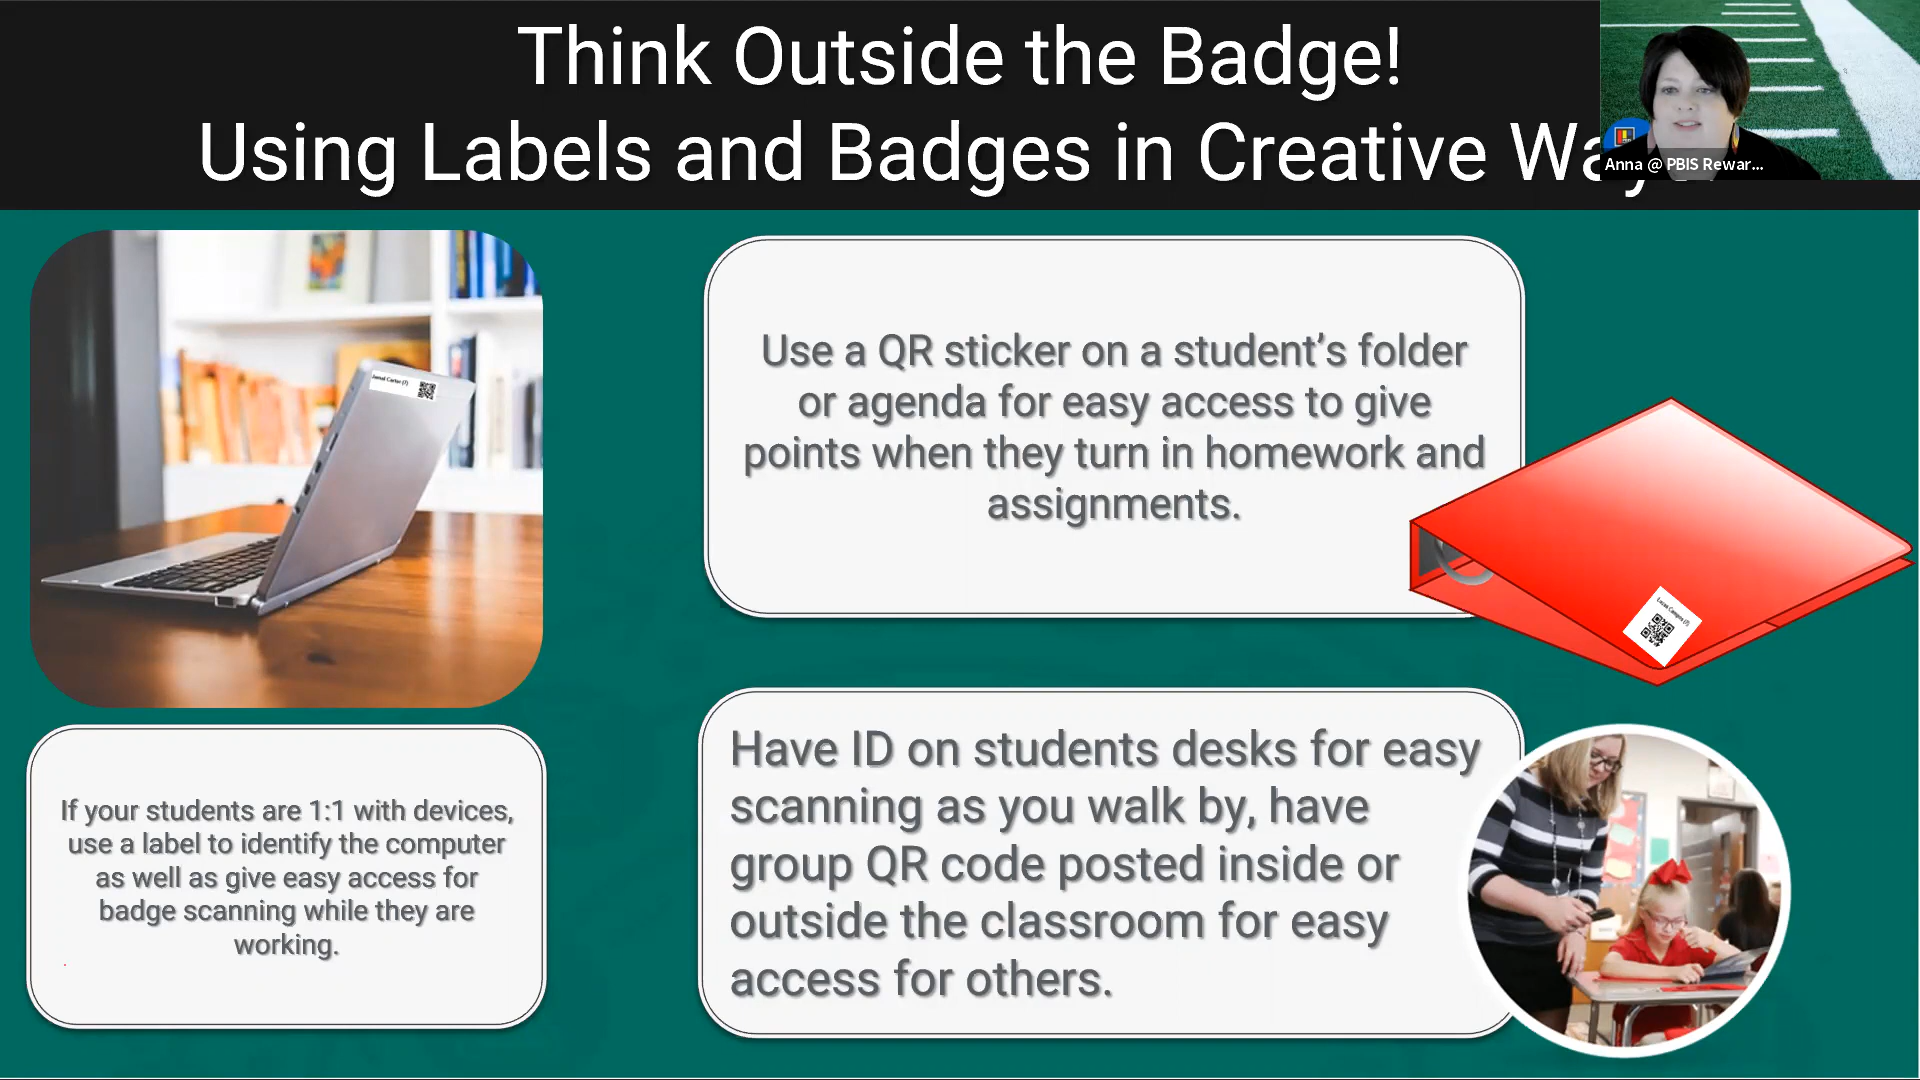 Think Outside the Badge!
Using Labels and Badges in Creative Wa
Anna @ PBIS Rewar...
Use a QR sticker on a student’s folder
or agenda for easy access to give
points when they turn in homework and
assignments.
If your students are 1:1 with devices,
use a label to identify the computer
as well as give easy access for
badge scanning while they are
working.
Have ID on students desks for easy
scanning as you walk by, have
group QR code posted inside or
outside the classroom for easy
access for others.